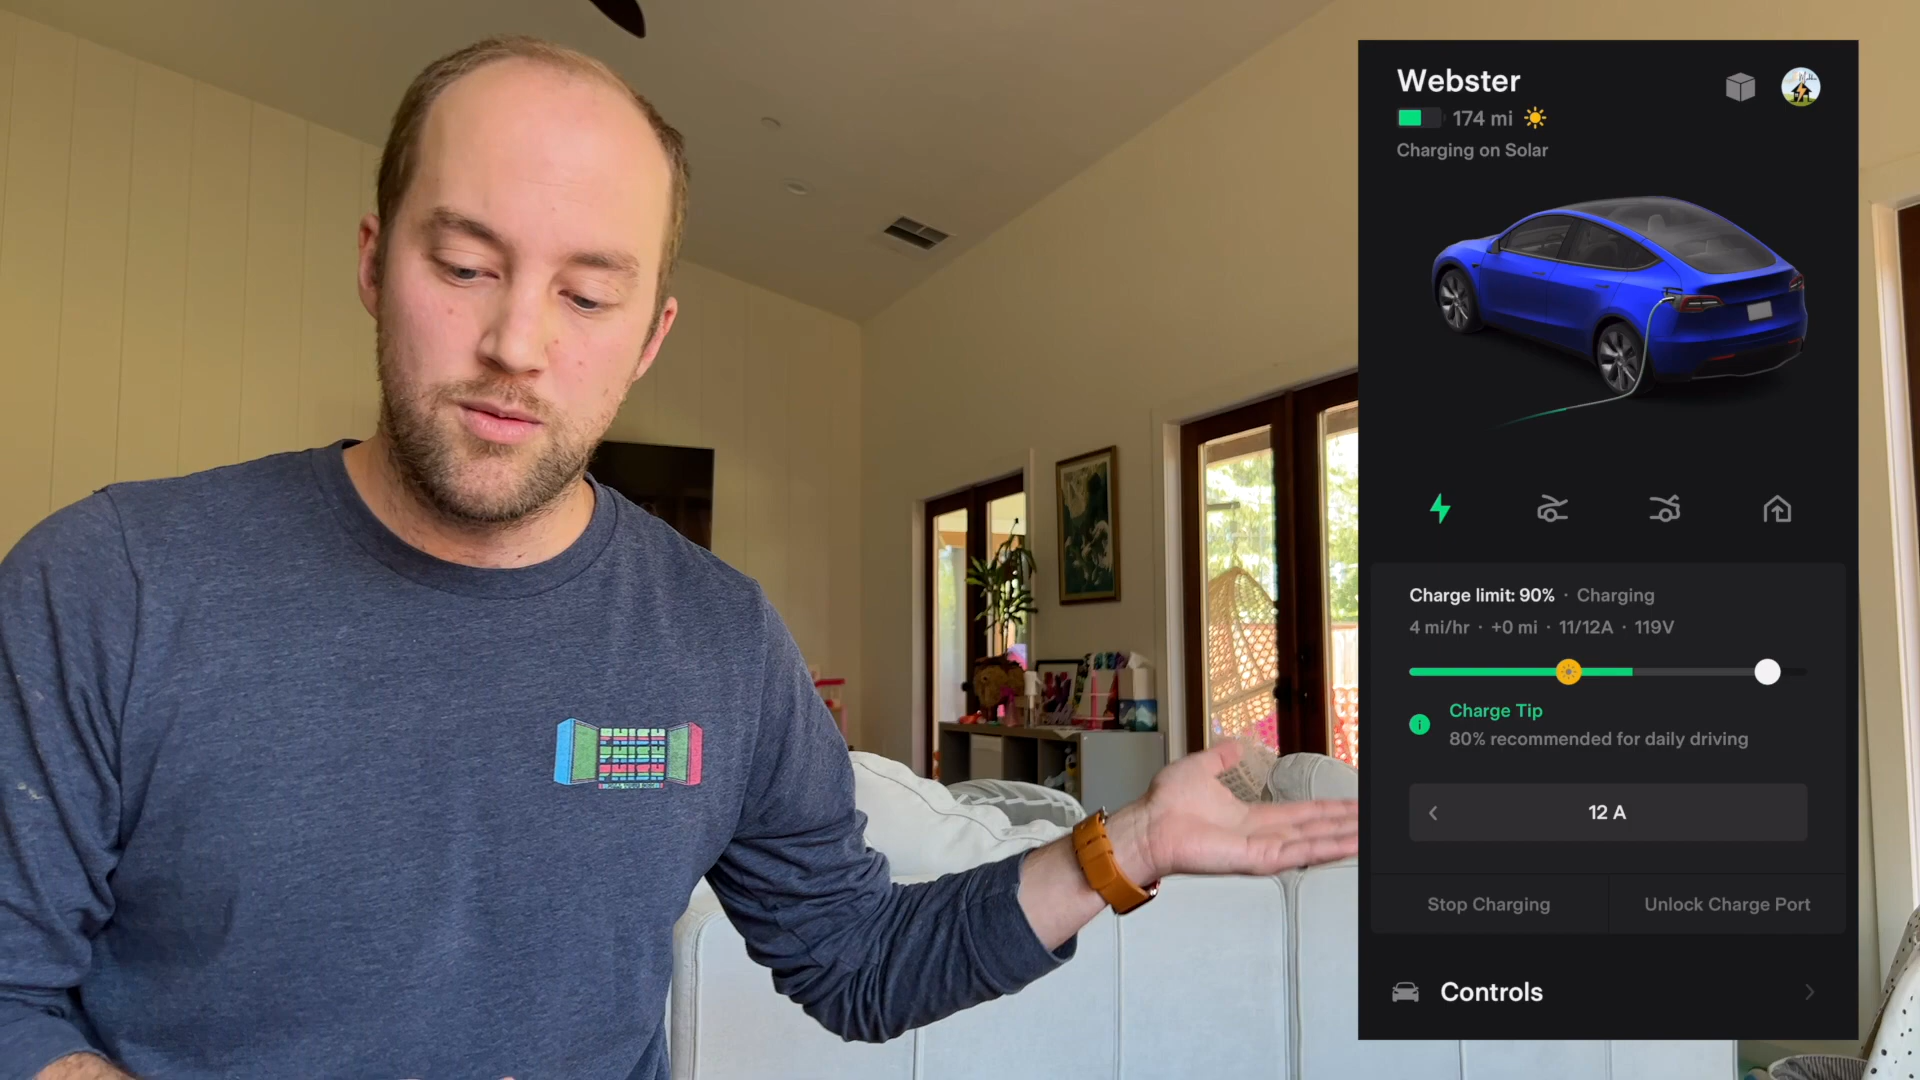 Webster
174 mi
Charging on Solar
Charge limit: 90% · Charging
4 mi/hr · +0 mi · 11/12A · 119V
Charge Tip
80% recommended for daily driving
12 A
Stop Charging
Unlock Charge Port
Controls